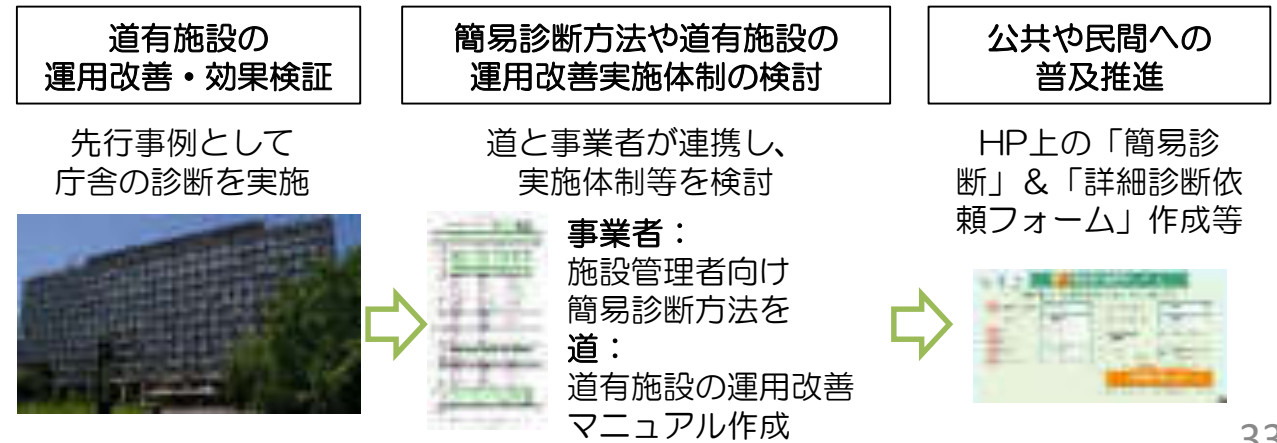 道有施設の
運用改善・効果検証
先行事例として
庁舎の診断を実施
簡易診断方法や道有施設の
運用改善実施体制の検討
道と事業者が連携し、
実施体制等を検討
事業者：
施設管理者向け
簡易診断方法を
道：
道有施設の運用改善
マニュアル作成
公共や民間への
普及推進
HP上の「簡易診
断」＆「詳細診断依
頼フォーム」作成等
33